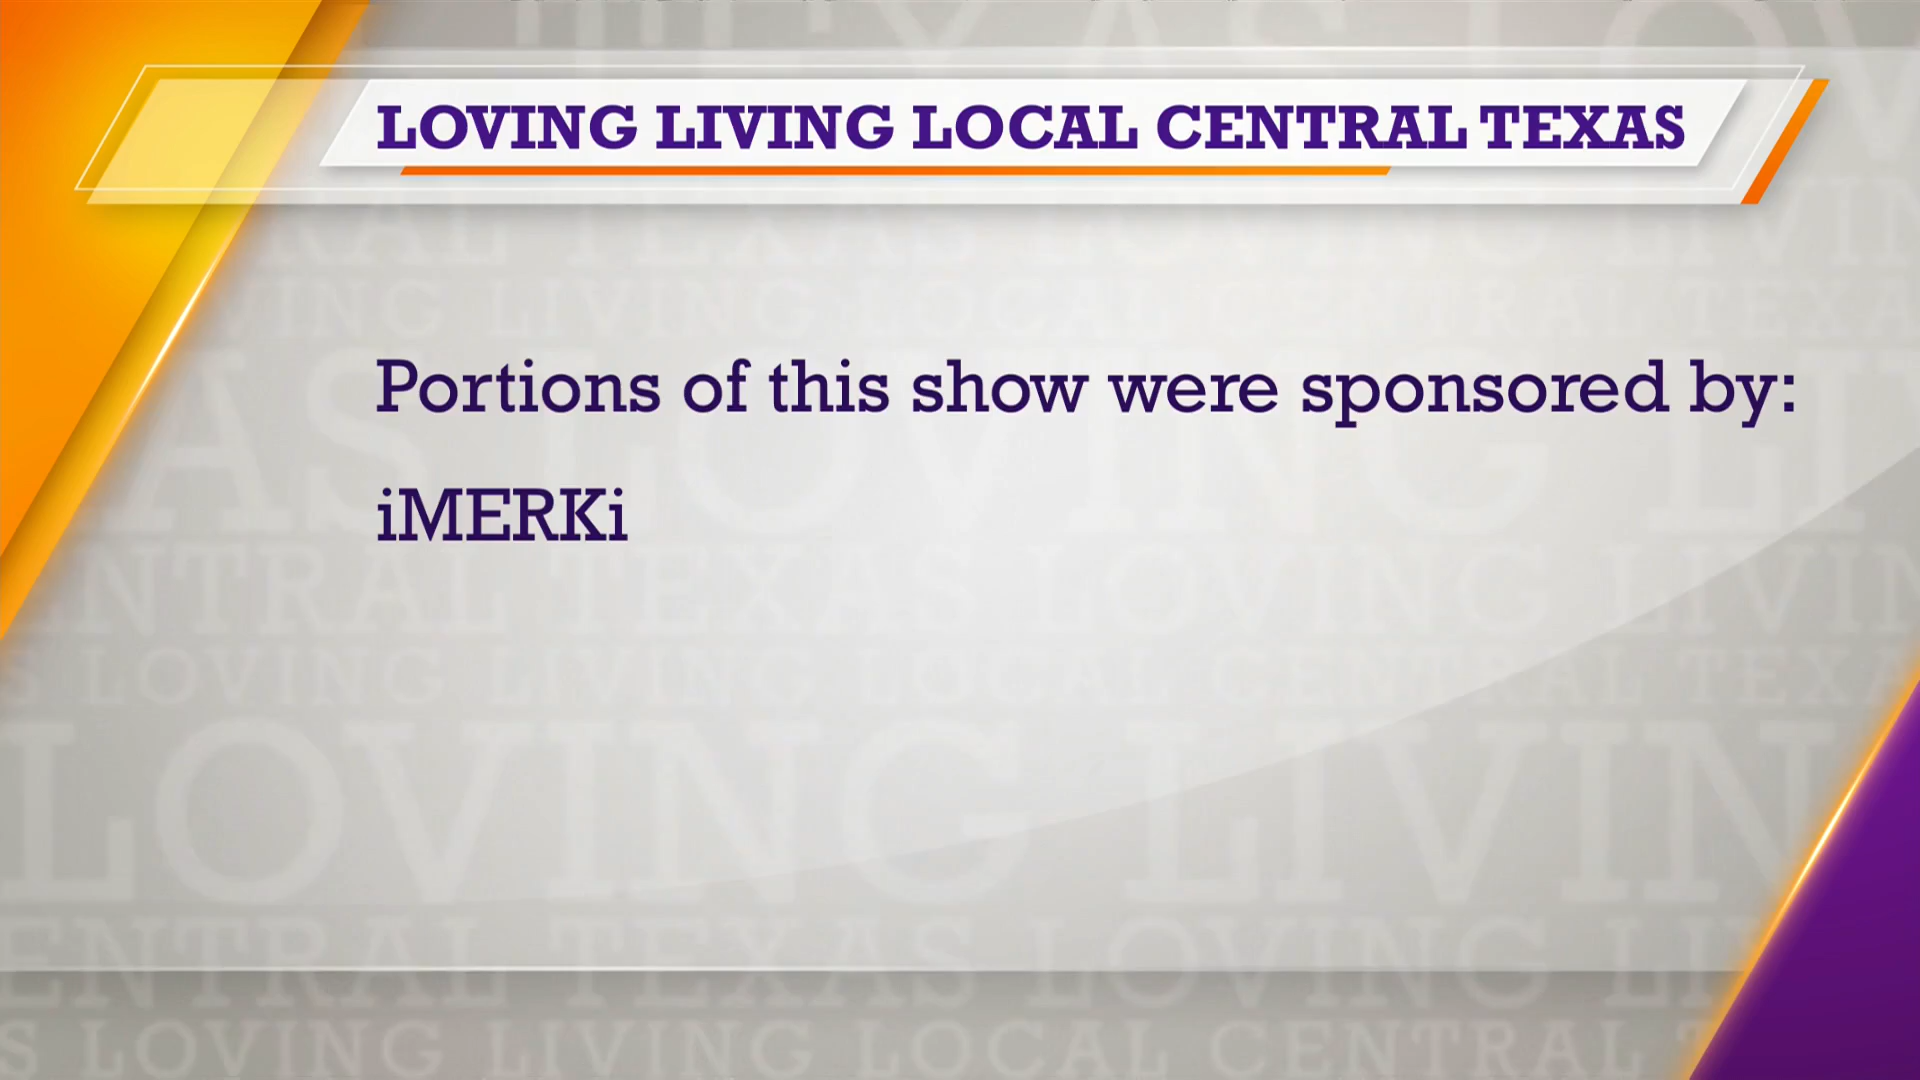 LOVING LIVING LOCAL CENTRAL TEXAS
Portions of this show were sponsored by:
iMERKi